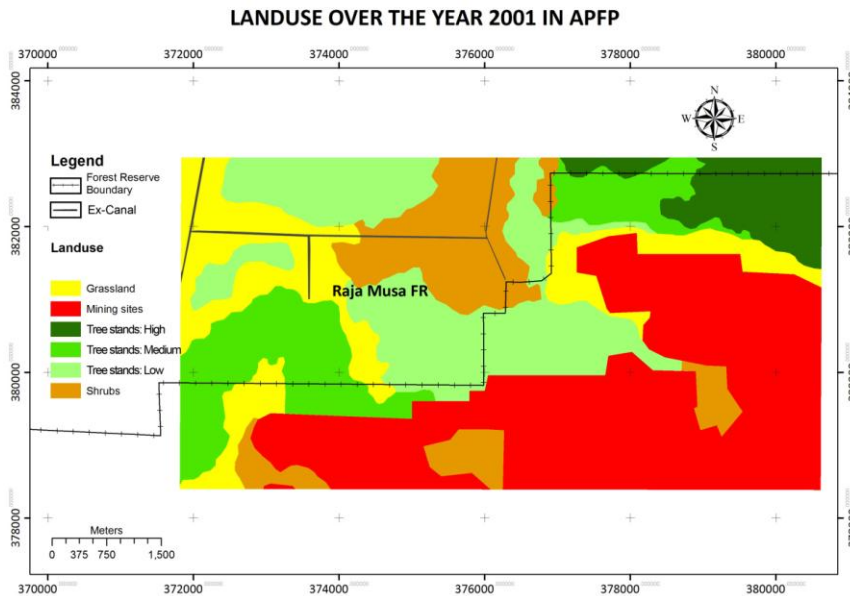 LANDUSE OVER THE YEAR 2001 IN APFP
370000 372000 374000 376000 378000 380000
384000
N
W E
S
Legend
Forest Reserve
Boundary
Ex-Canal
382000
Landuse
Grassland
Raja Musa FR
Mining sites
Tree stands: High
Tree stands: Medium
Tree stands: Low
380000
Shrubs
Meters
0 375 750 1,500
378000
370000 372000 374000 376000 378000 380000